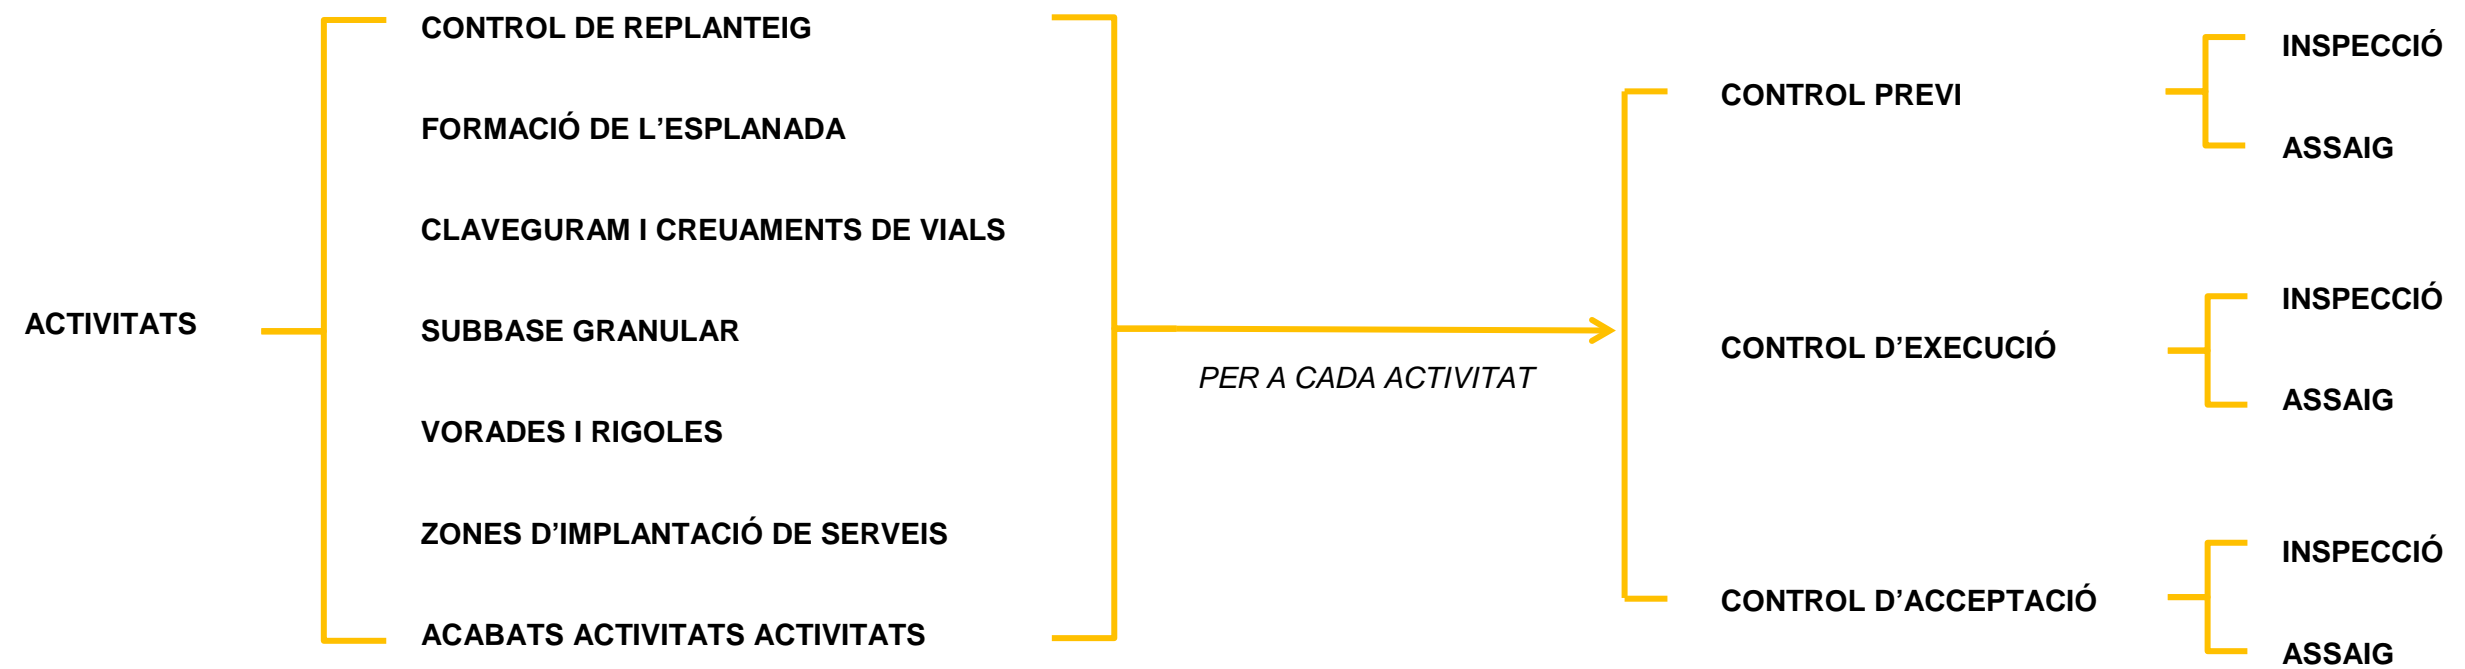 ACTIVITATS
CONTROL DE REPLANTEIG
FORMACIÓ DE L’ESPLANADA
CLAVEGURAM I CREUAMENTS DE VIALS
SUBBASE GRANULAR
VORADES I RIGOLES
ZONES D’IMPLANTACIÓ DE SERVEIS
ACABATS ACTIVITATS ACTIVITATS
PER A CADA ACTIVITAT
CONTROL PREVI
INSPECCIÓ
ASSAIG
CONTROL D’EXECUCIÓ
INSPECCIÓ
ASSAIG
CONTROL D’ACCEPTACIÓ
INSPECCIÓ
ASSAIG